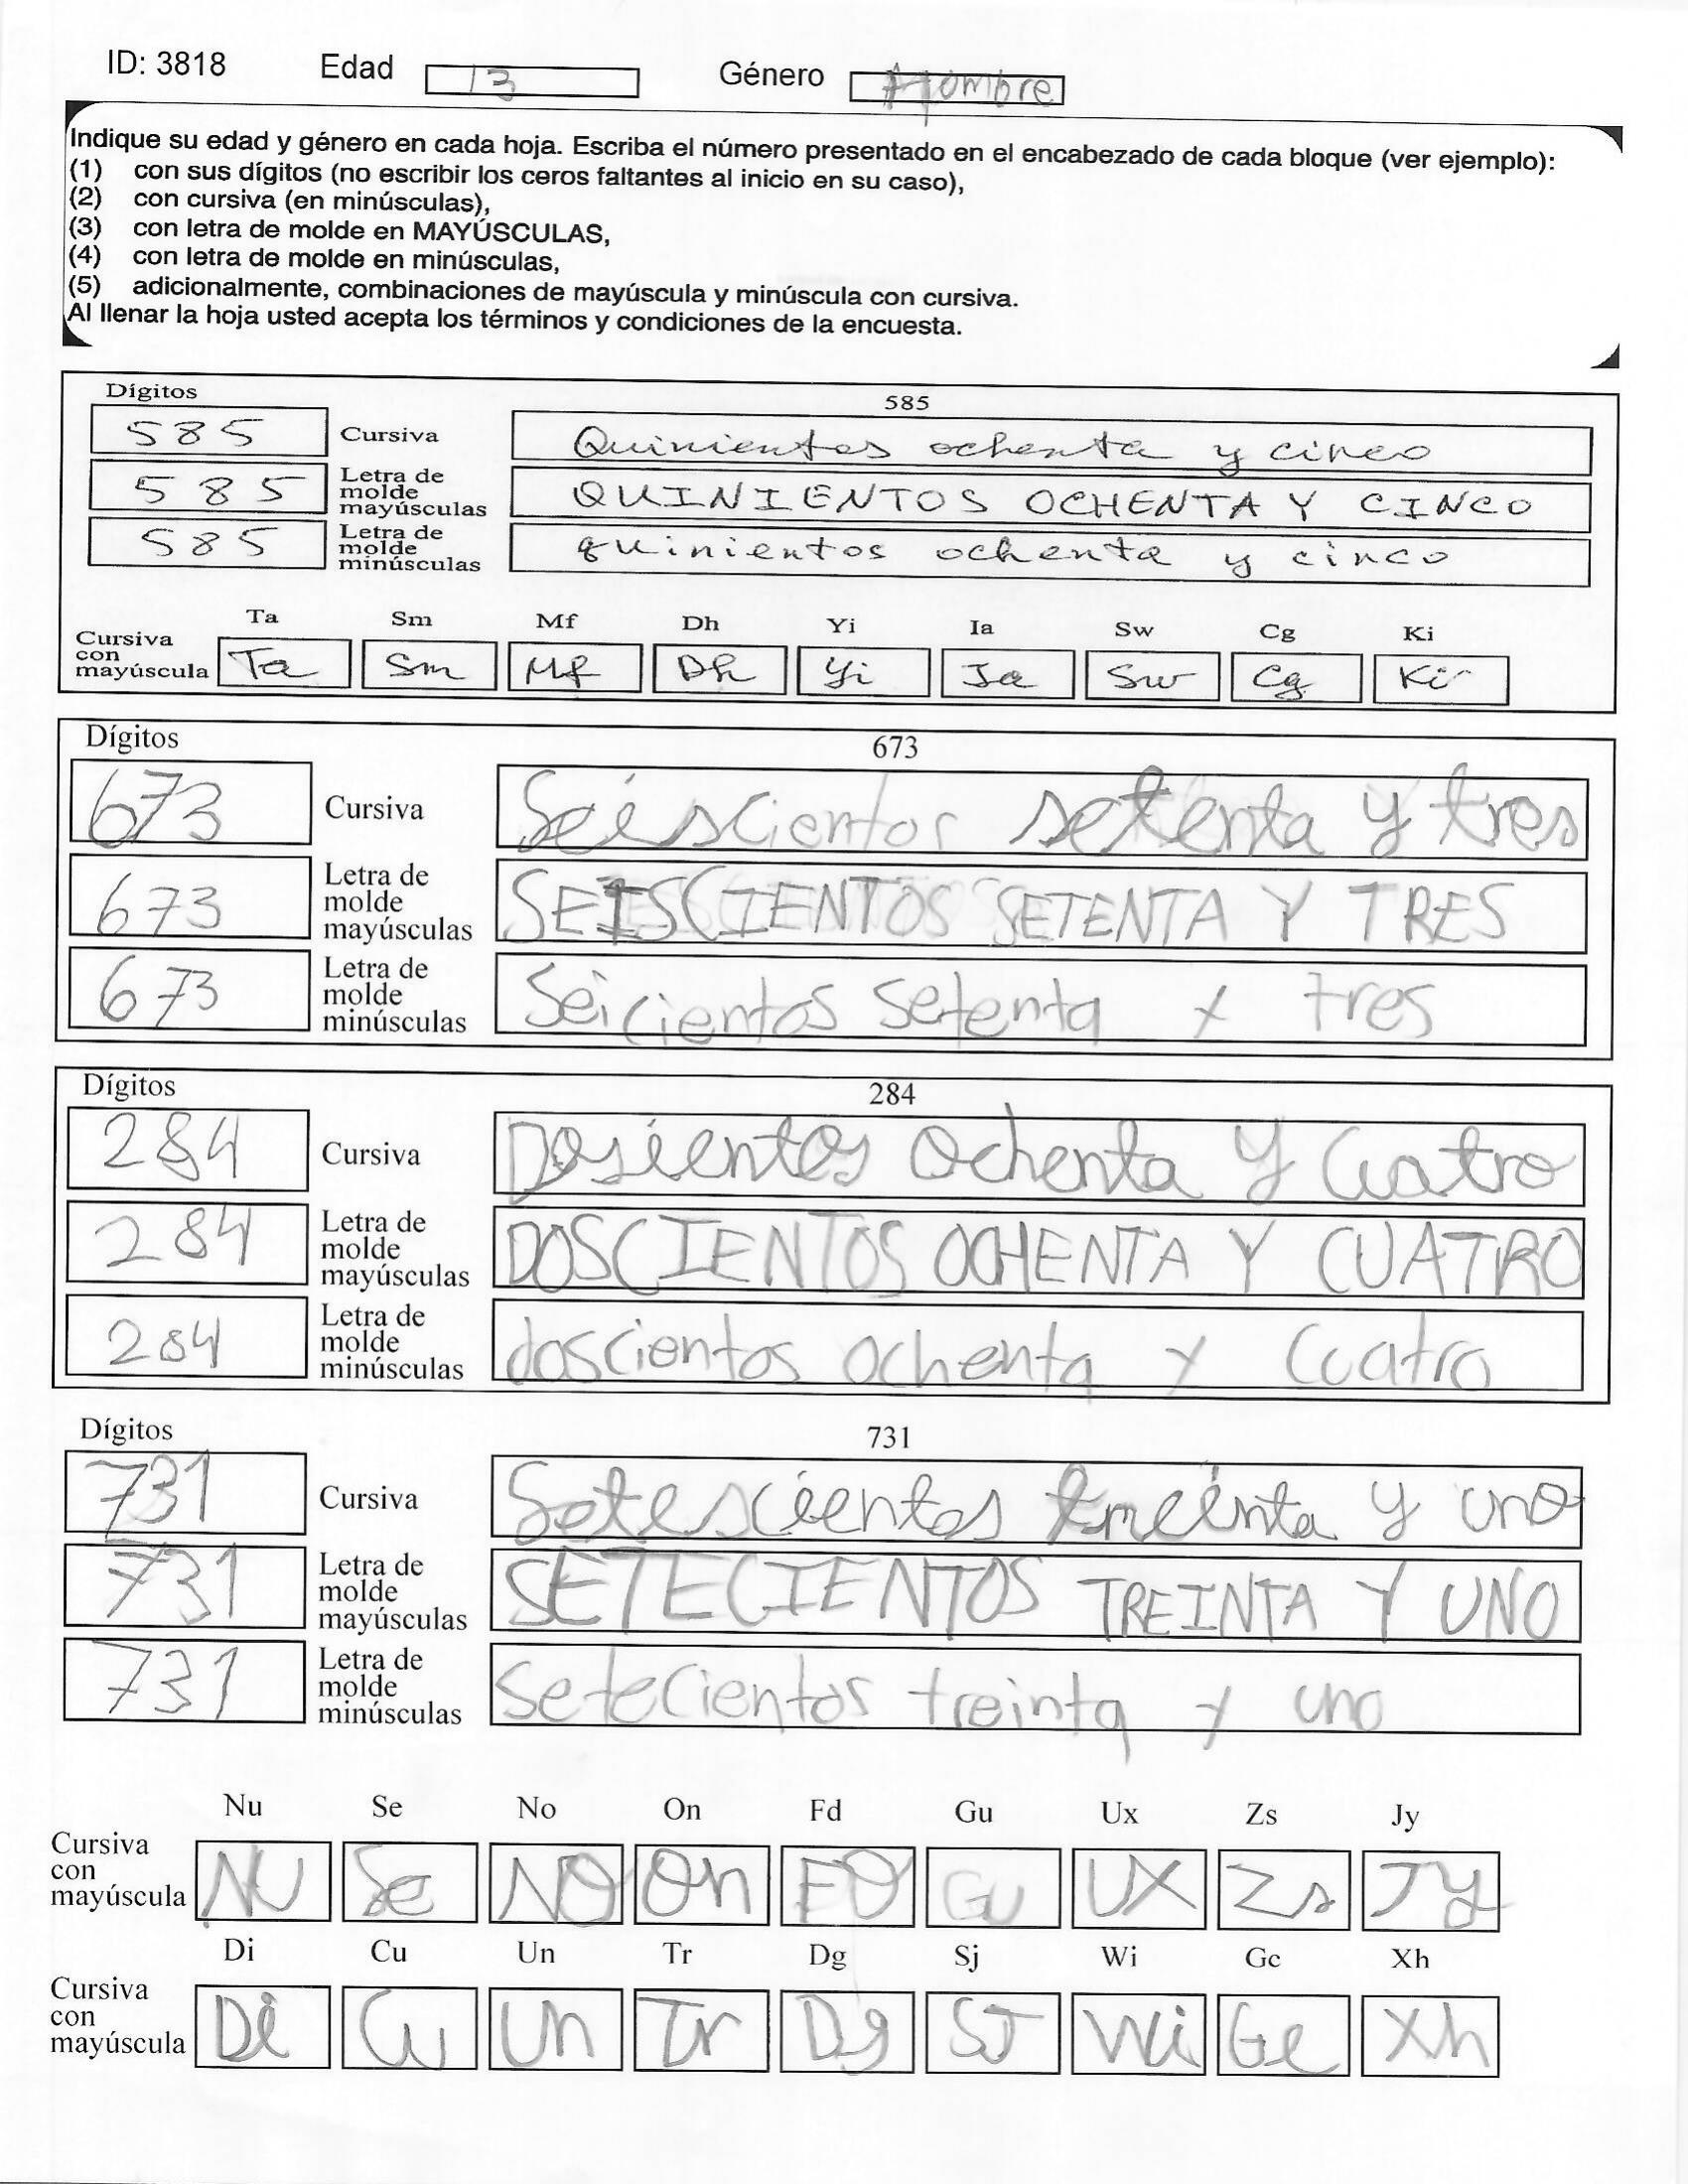 ID: 3818 Edad 13 Género Hombre
Indique su edad y género en cada hoja. Escriba el número presentado en el encabezado de cada bloque (ver ejemplo):
(1) con sus dígitos (no escribir los ceros faltantes al inicio en su caso),
(2) con cursiva (en minúsculas),
(3) con letra de molde en MAYÚSCULAS,
(4) con letra de molde en minúsculas,
(5) adicionalmente, combinaciones de mayúscula y minúscula con cursiva.
Al llenar la hoja usted acepta los términos y condiciones de la encuesta.
Dígitos 585
585 Cursiva Quinientos ochenta y cinco
585 Letra de molde mayúsculas QUINIENTOS OCHENTA Y CINCO
585 Letra de molde minúsculas quinientos ochenta y cinco
Ta Sm Mf Dh Yi Ia Sw Cg Ki
Cursiva con mayúscula Ta Sm Mf Dh Yi Ia Sw Cg Ki
Dígitos 673
673 Cursiva Seiscientos setenta y tres
673 Letra de molde mayúsculas SEISCIENTOS SETENTA Y TRES
673 Letra de molde minúsculas Seicientos setenta y tres
Dígitos 284
284 Cursiva Dosientos Ochenta Y Cuatro
284 Letra de molde mayúsculas DOSCIENTOS OCHENTA Y CUATRO
284 Letra de molde minúsculas doscientos ochenta y Cuatro
Dígitos 731
731 Cursiva Setescientos treinta y uno
731 Letra de molde mayúsculas SETECIENTOS TREINTA Y UNO
731 Letra de molde minúsculas SeteCientos treinta y uno
Nu Se No On Fd Gu Ux Zs Jy
Cursiva con mayúscula NU Se NO On FD GU UX Zs Jy
Di Cu Un Tr Dg Sj Wi Gc Xh
Cursiva con mayúscula Di Cu Un Tr Dg SJ Wi Ge Xh